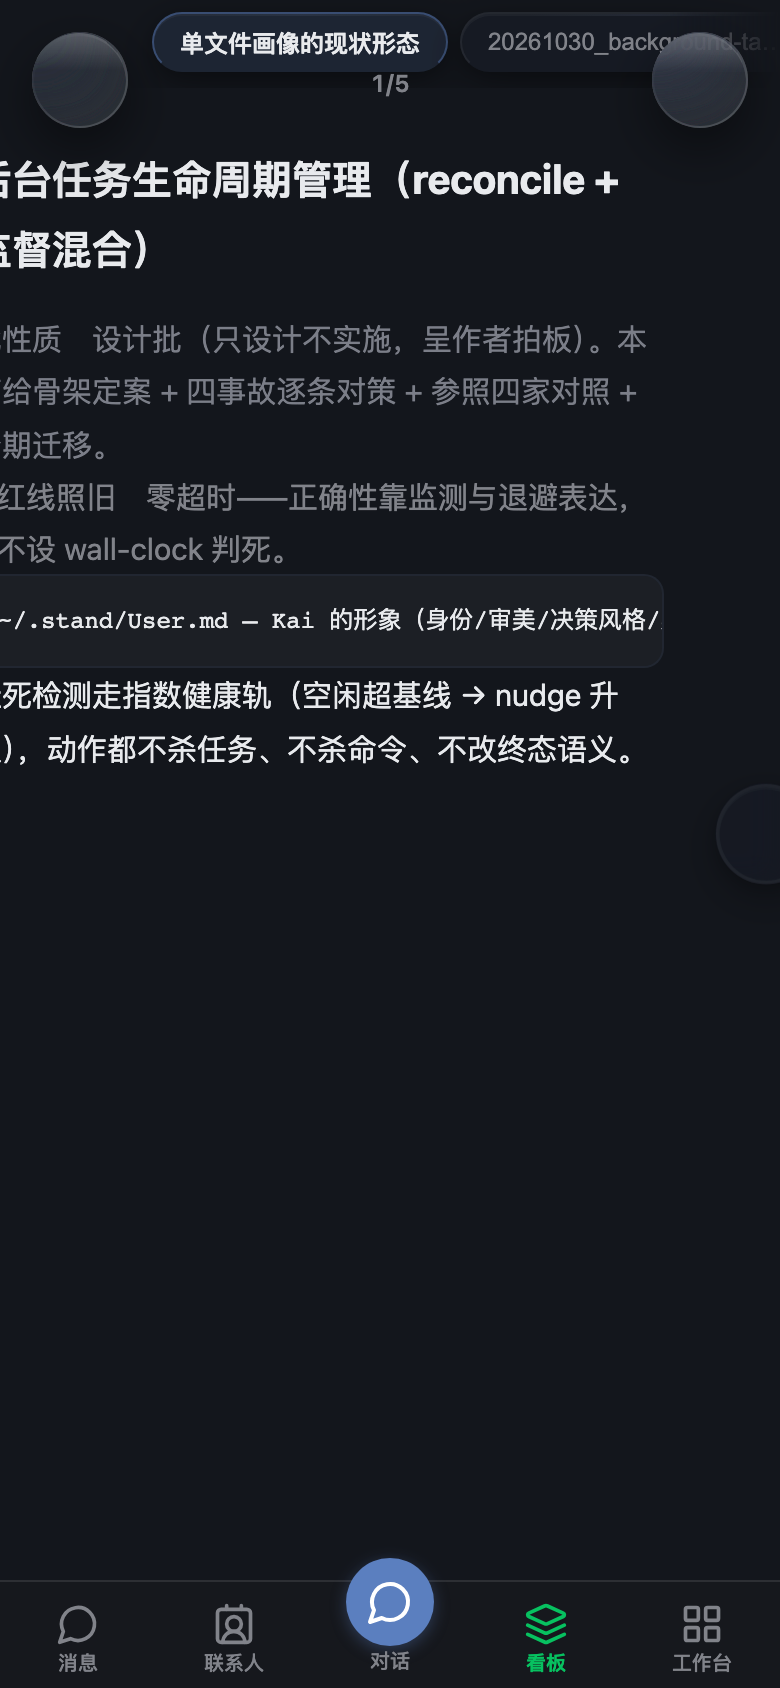 单文件画像的现状形态
20261030_background-ta...
1/5
后台任务生命周期管理（reconcile +
监督混合）
性质 设计批（只设计不实施，呈作者拍板）。本
给骨架定案 + 四事故逐条对策 + 参照四家对照 +
期迁移。
红线照旧 零超时——正确性靠监测与退避表达，
不设 wall-clock 判死。
~/.stand/User.md — Kai 的形象（身份/审美/决策风格/
死检测走指数健康轨（空闲超基线 → nudge 升
），动作都不杀任务、不杀命令、不改终态语义。
消息
联系人
对话
看板
工作台